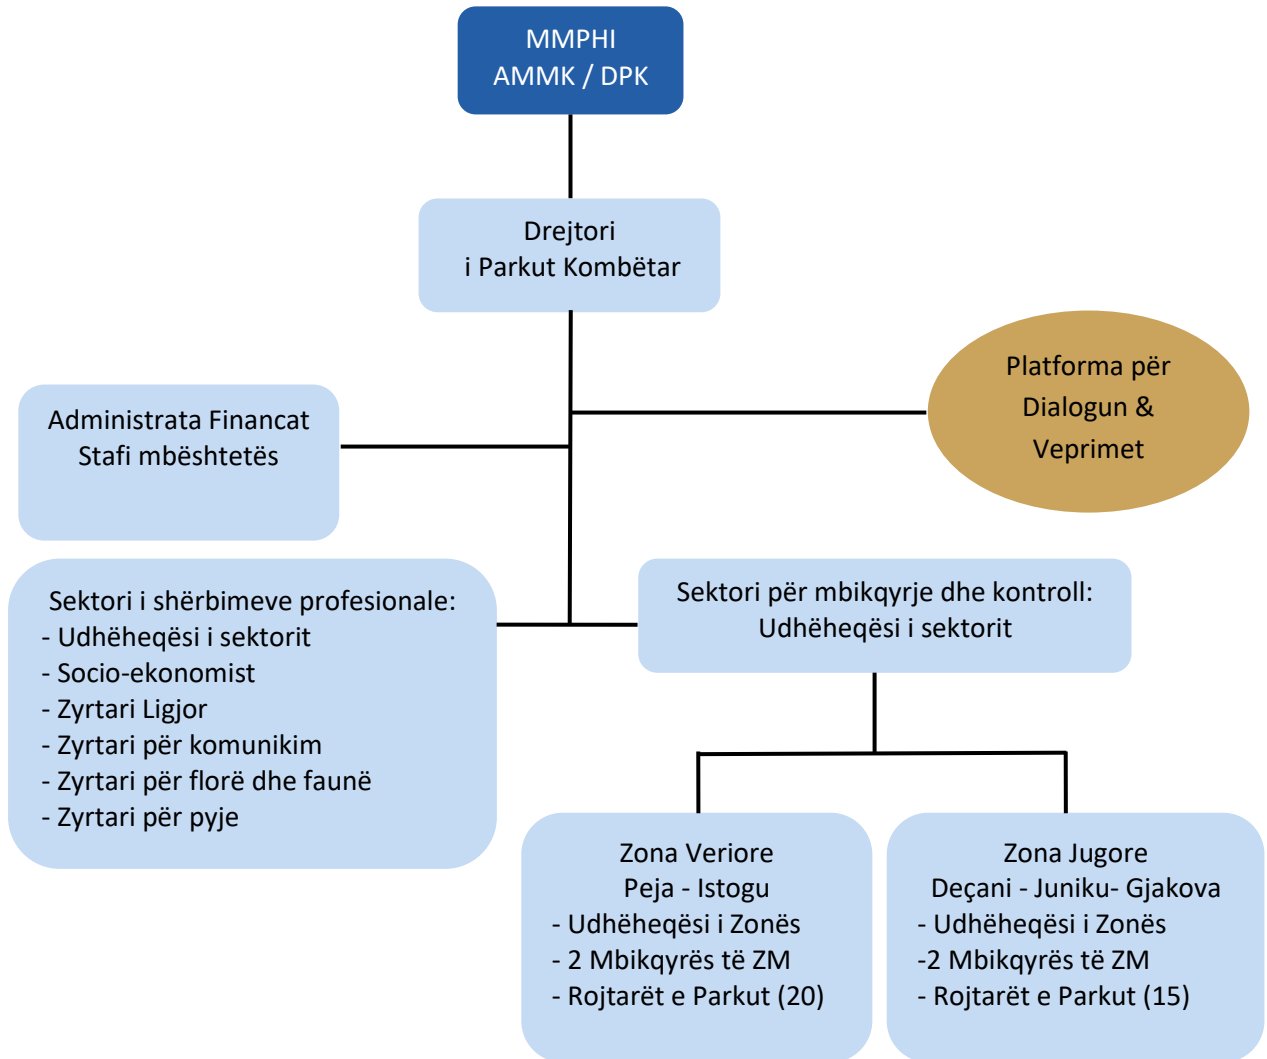 MMPHI
AMMK / DPK
Drejtori
i Parkut Kombëtar
Platforma për
Dialogun &
Veprimet
Administrata Financat
Stafi mbështetës
Sektori i shërbimeve profesionale:
- Udhëheqësi i sektorit
- Socio-ekonomist
- Zyrtari Ligjor
- Zyrtari për komunikim
- Zyrtari për florë dhe faunë
- Zyrtari për pyje
Sektori për mbikqyrje dhe kontroll:
Udhëheqësi i sektorit
Zona Veriore
Peja - Istogu
- Udhëheqësi i Zonës
- 2 Mbikqyrës të ZM
- Rojtarët e Parkut (20)
Zona Jugore
Deçani - Juniku- Gjakova
- Udhëheqësi i Zonës
-2 Mbikqyrës të ZM
- Rojtarët e Parkut (15)